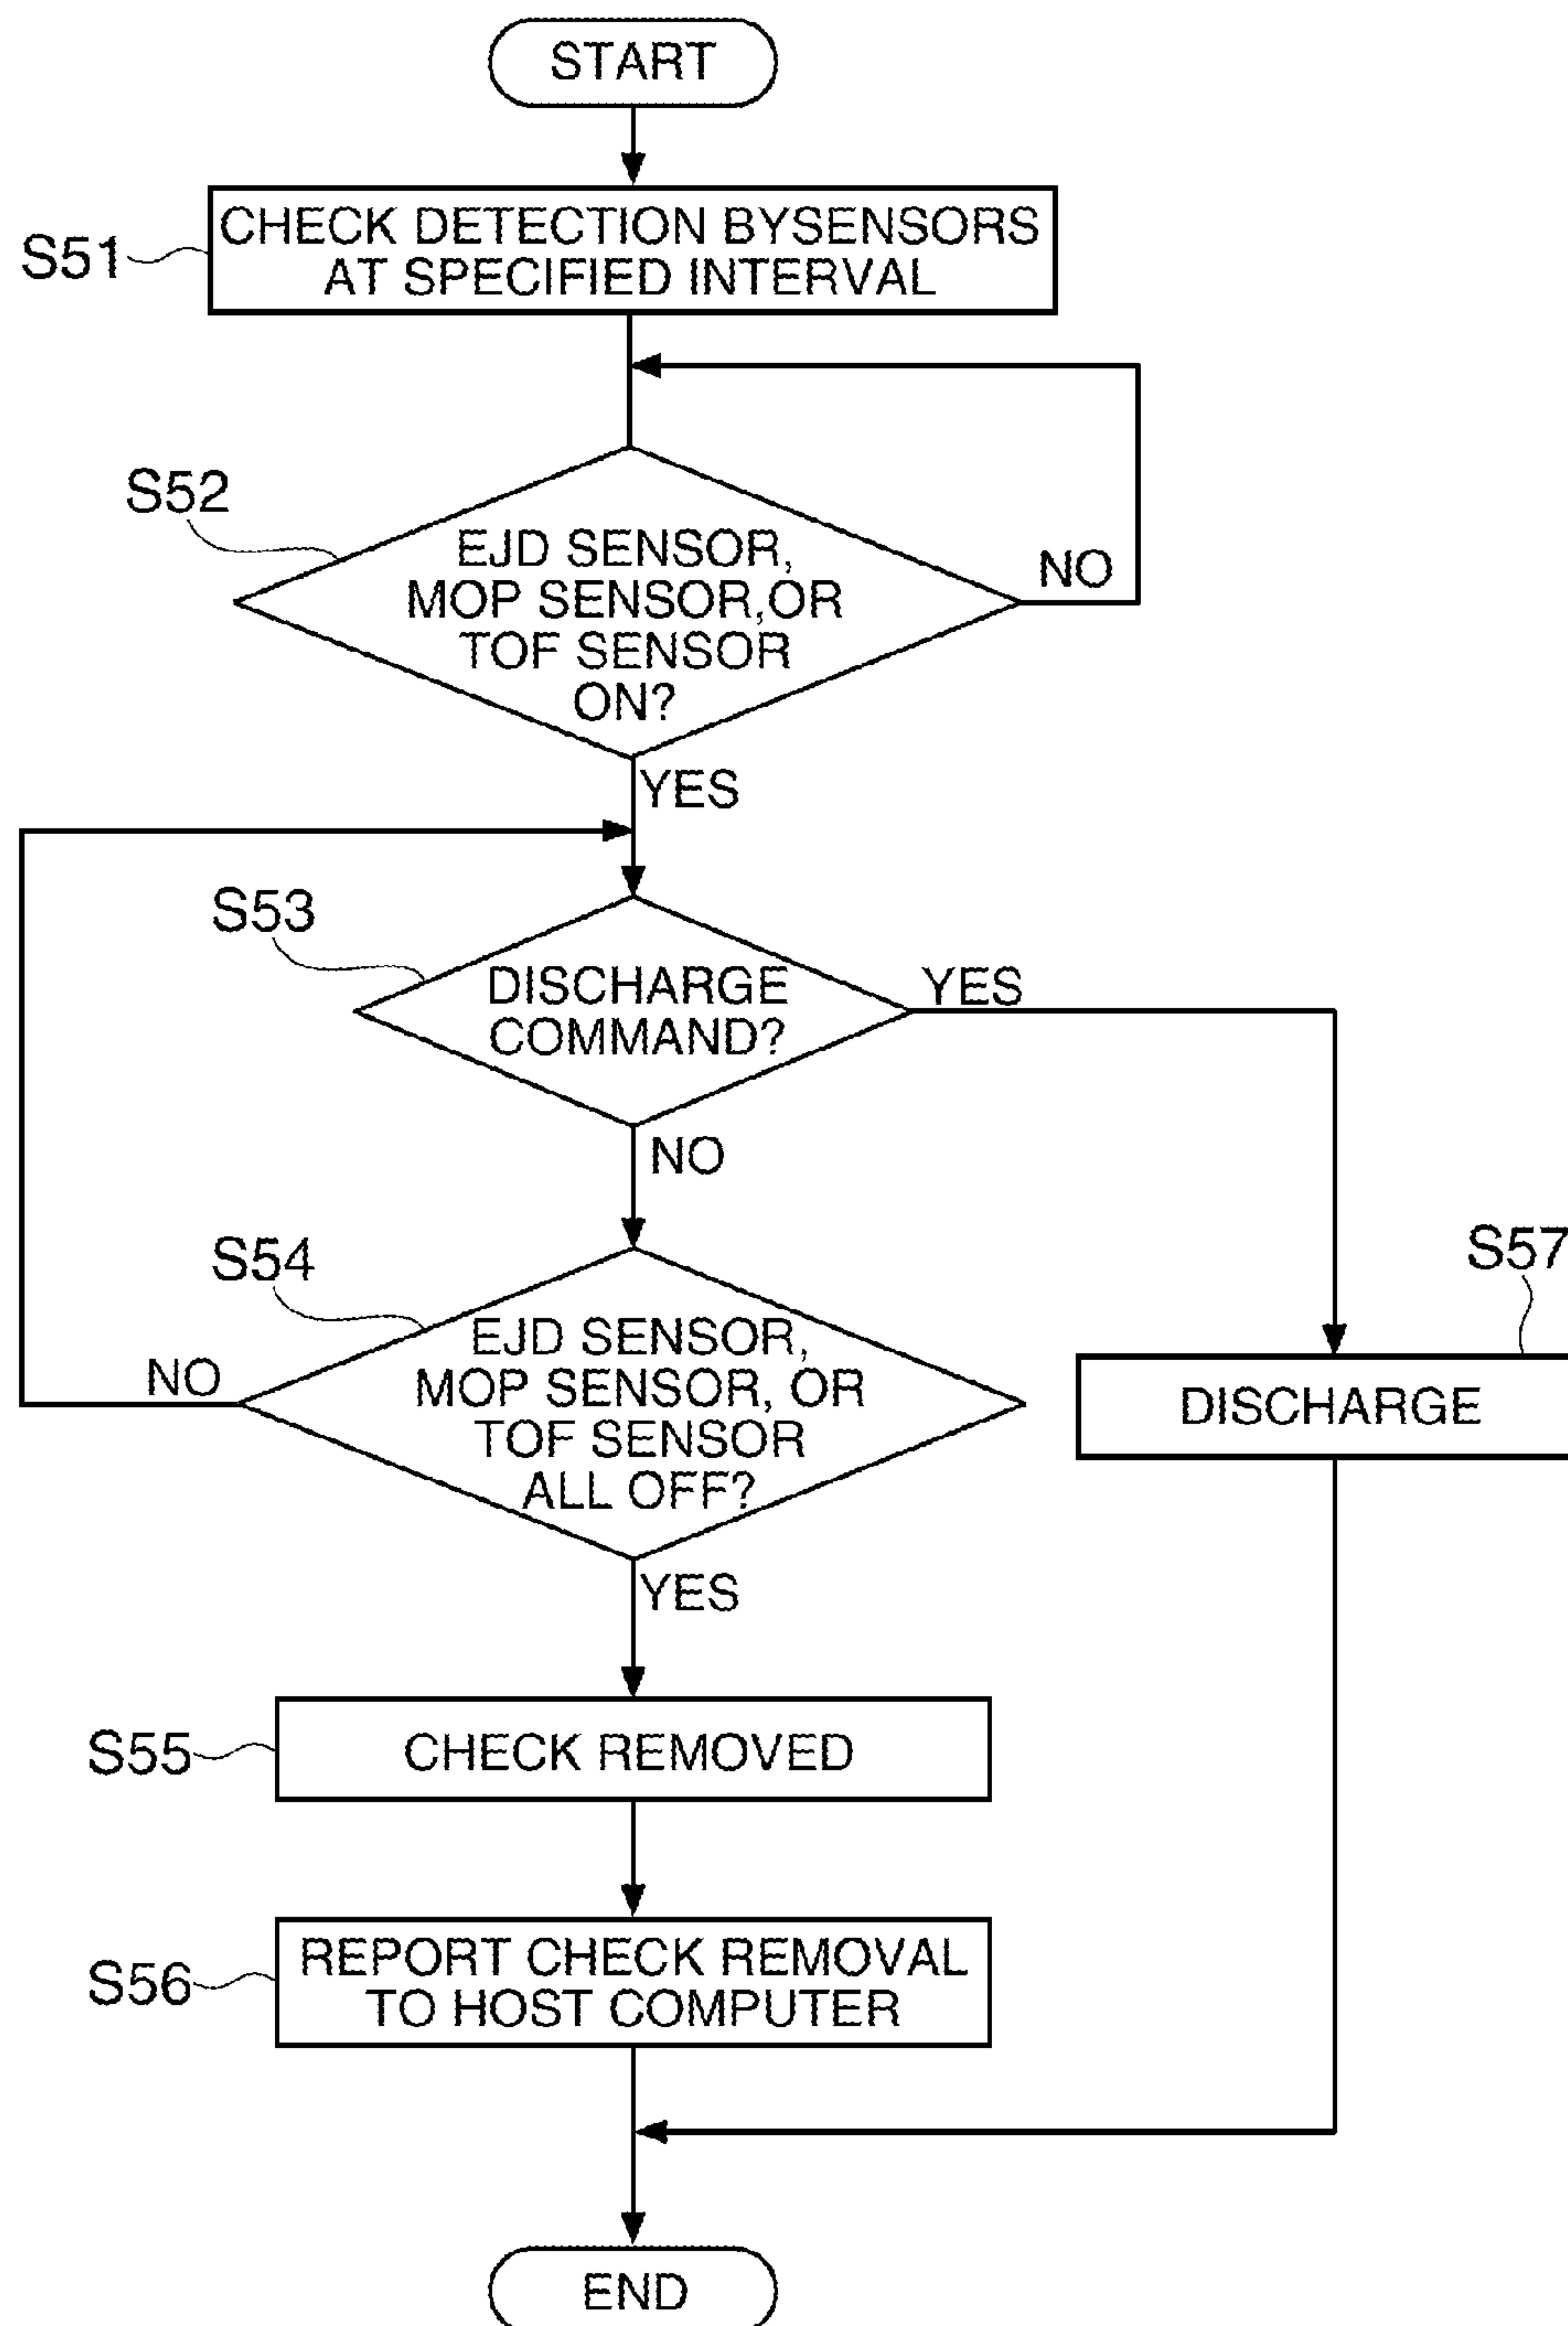 START
S51
CHECK DETECTION BYSENSORS
AT SPECIFIED INTERVAL
S52
EJD SENSOR,
MOP SENSOR,OR
TOF SENSOR
ON?
NO
YES
S53
DISCHARGE
COMMAND?
YES
NO
S54
EJD SENSOR,
MOP SENSOR, OR
TOF SENSOR
ALL OFF?
NO
YES
S57
DISCHARGE
S55
CHECK REMOVED
S56
REPORT CHECK REMOVAL
TO HOST COMPUTER
END